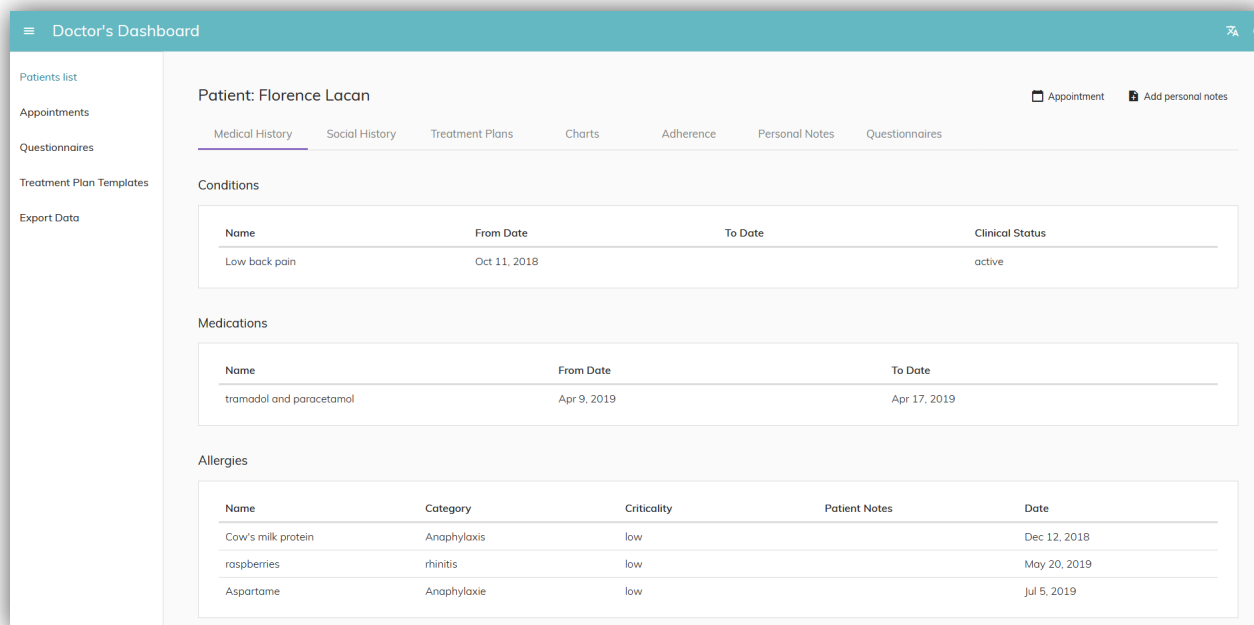 Doctor's Dashboard
Patients list
Appointments
Questionnaires
Treatment Plan Templates
Export Data
Patient: Florence Lacan
Appointment Add personal notes
Medical History Social History Treatment Plans Charts Adherence Personal Notes Questionnaires
Conditions
Name From Date To Date Clinical Status
Low back pain Oct 11, 2018 active
Medications
Name From Date To Date
tramadol and paracetamol Apr 9, 2019 Apr 17, 2019
Allergies
Name Category Criticality Patient Notes Date
Cow's milk protein Anaphylaxis low Dec 12, 2018
raspberries rhinitis low May 20, 2019
Aspartame Anaphylaxie low Jul 5, 2019